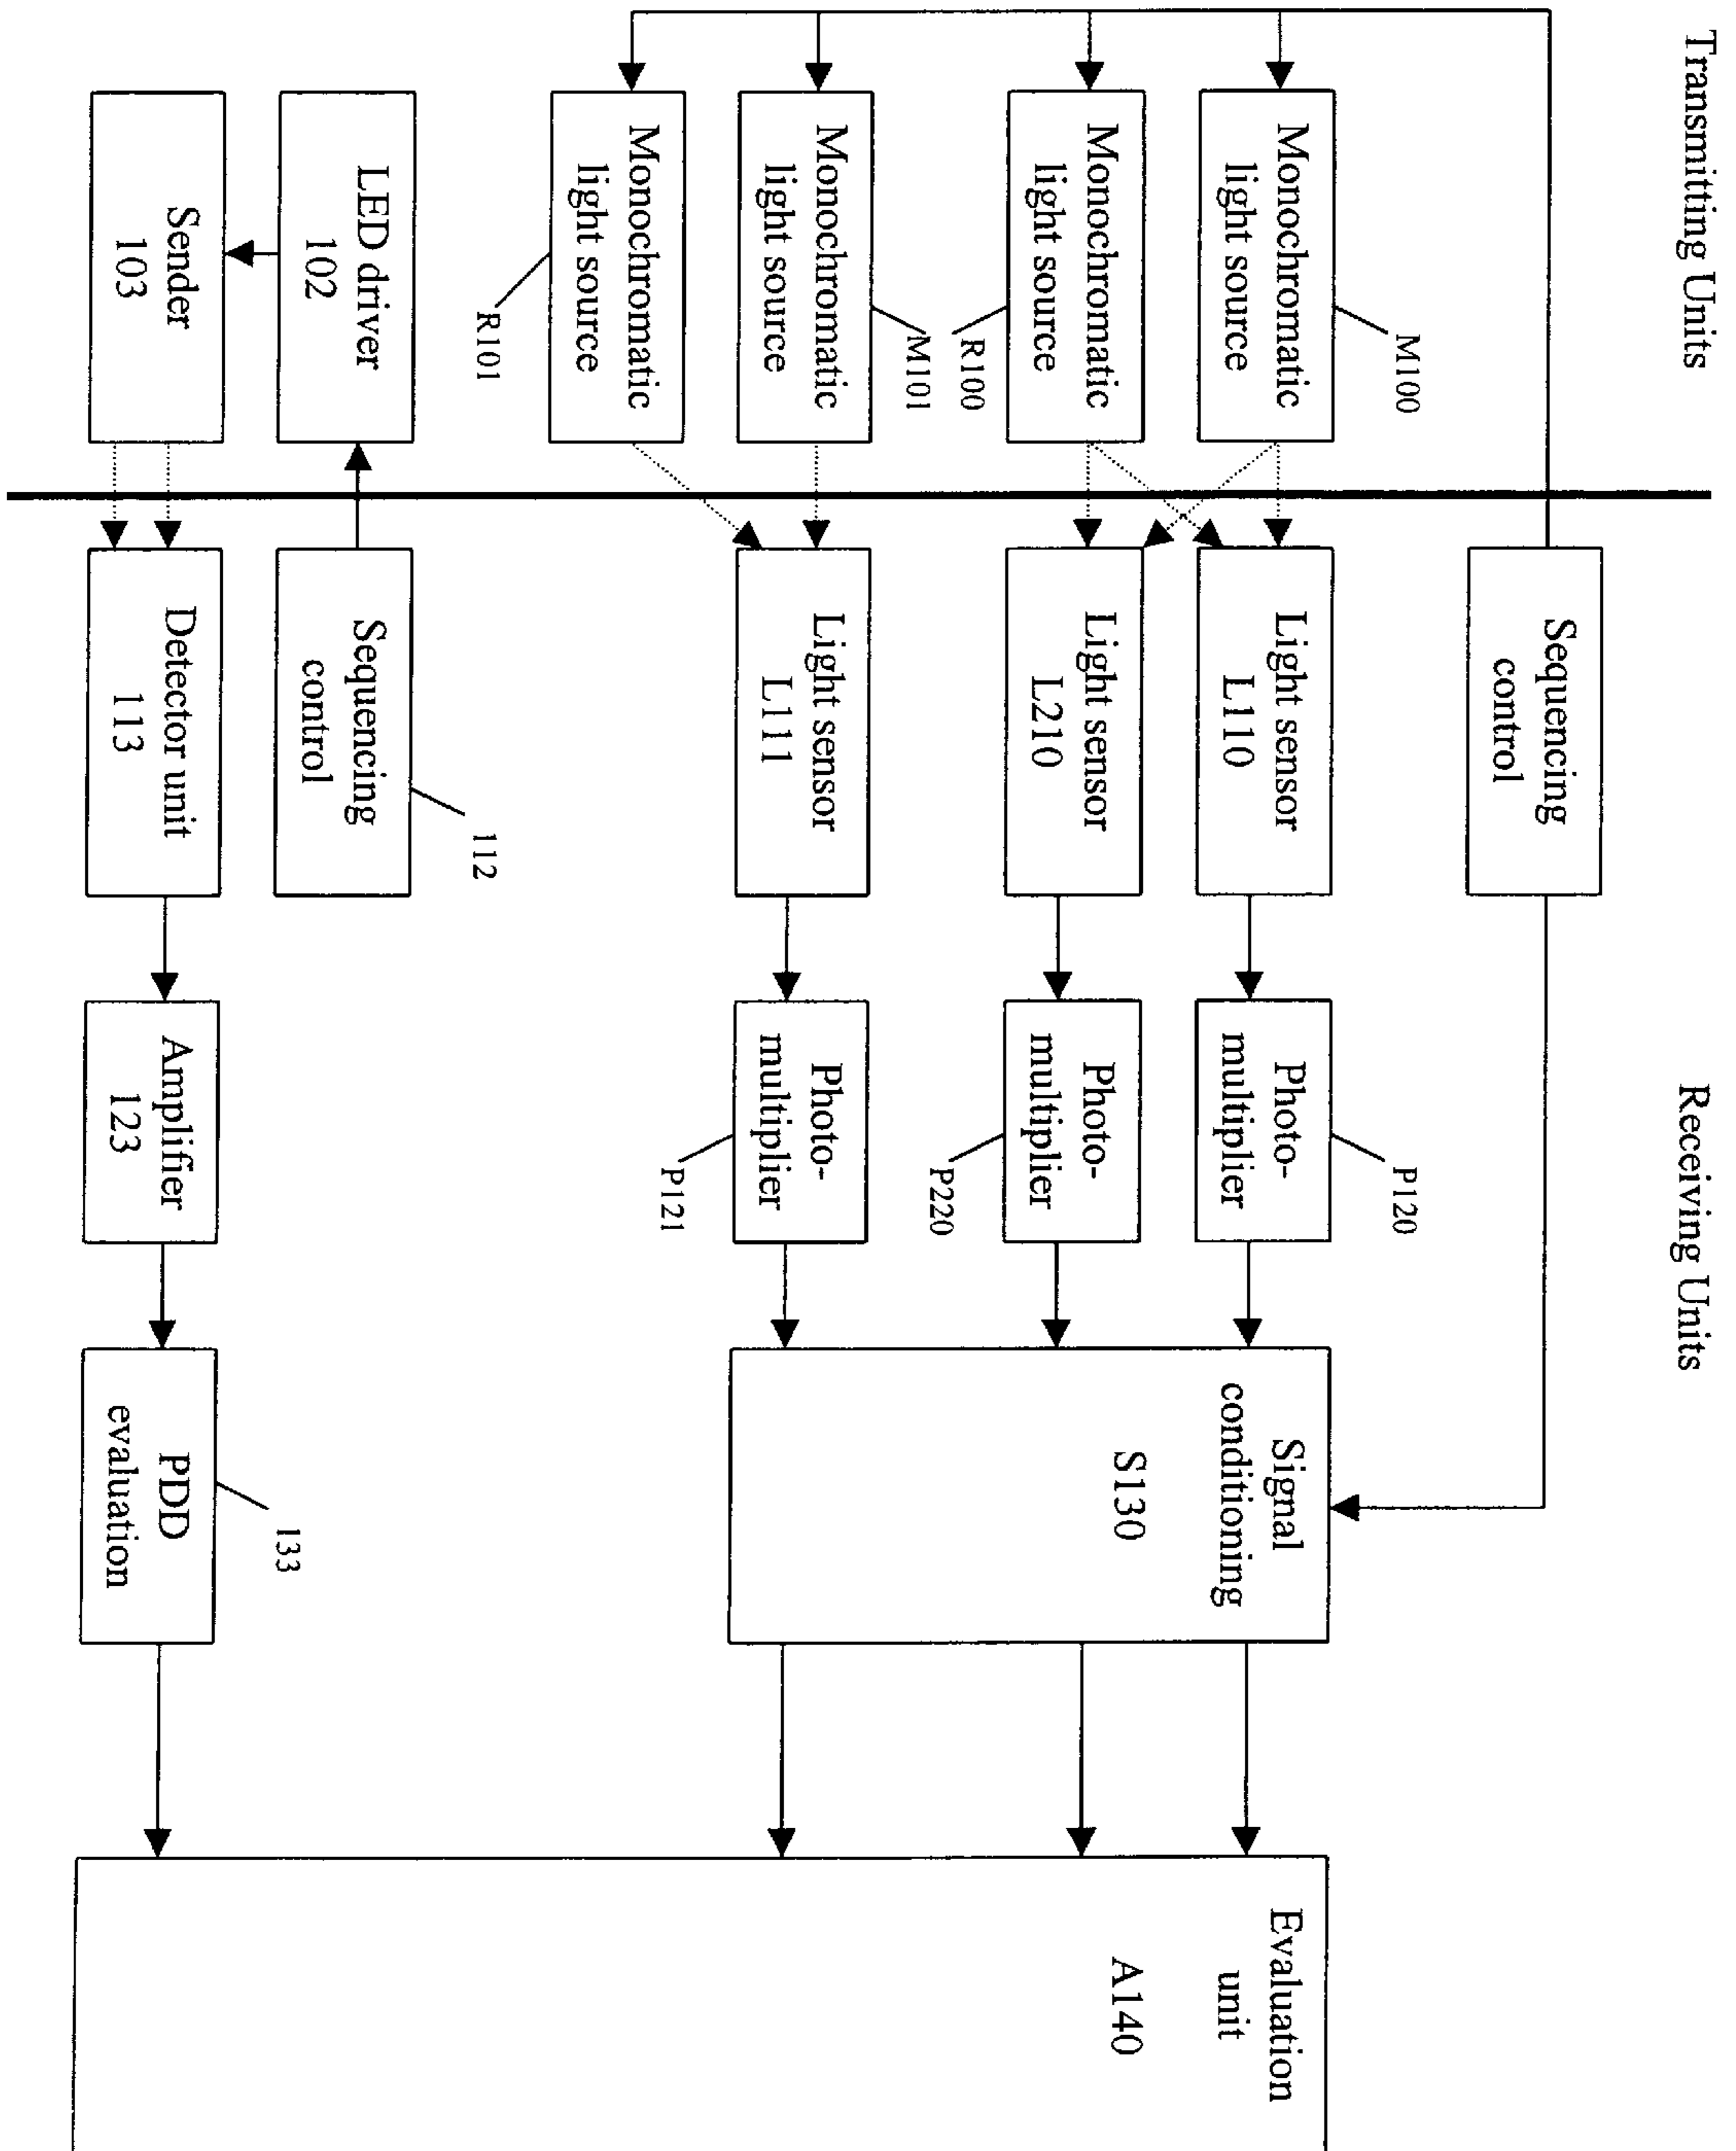 Transmitting Units
Receiving Units
Sequencing
control
Monochromatic
light source
M100
Light sensor
L110
Photo-
multiplier
P120
Signal
conditioning
S130
Evaluation
unit
A140
Monochromatic
light source
R100
Light sensor
L210
Photo-
multiplier
P220
Monochromatic
light source
M101
Light sensor
L111
Photo-
multiplier
P121
Monochromatic
light source
R101
LED driver
102
Sequencing
control
112
Sender
103
Detector unit
113
Amplifier
123
PDD
evaluation
133